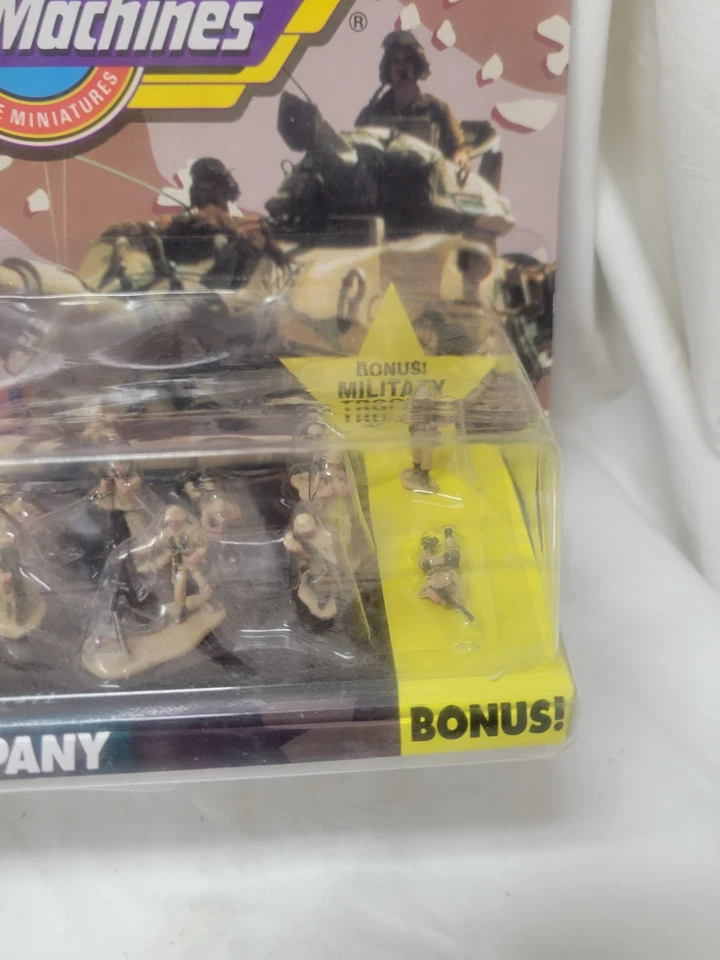 Machines
®
E MINIATURES
BONUS!
MILITARY
PANY
BONUS!